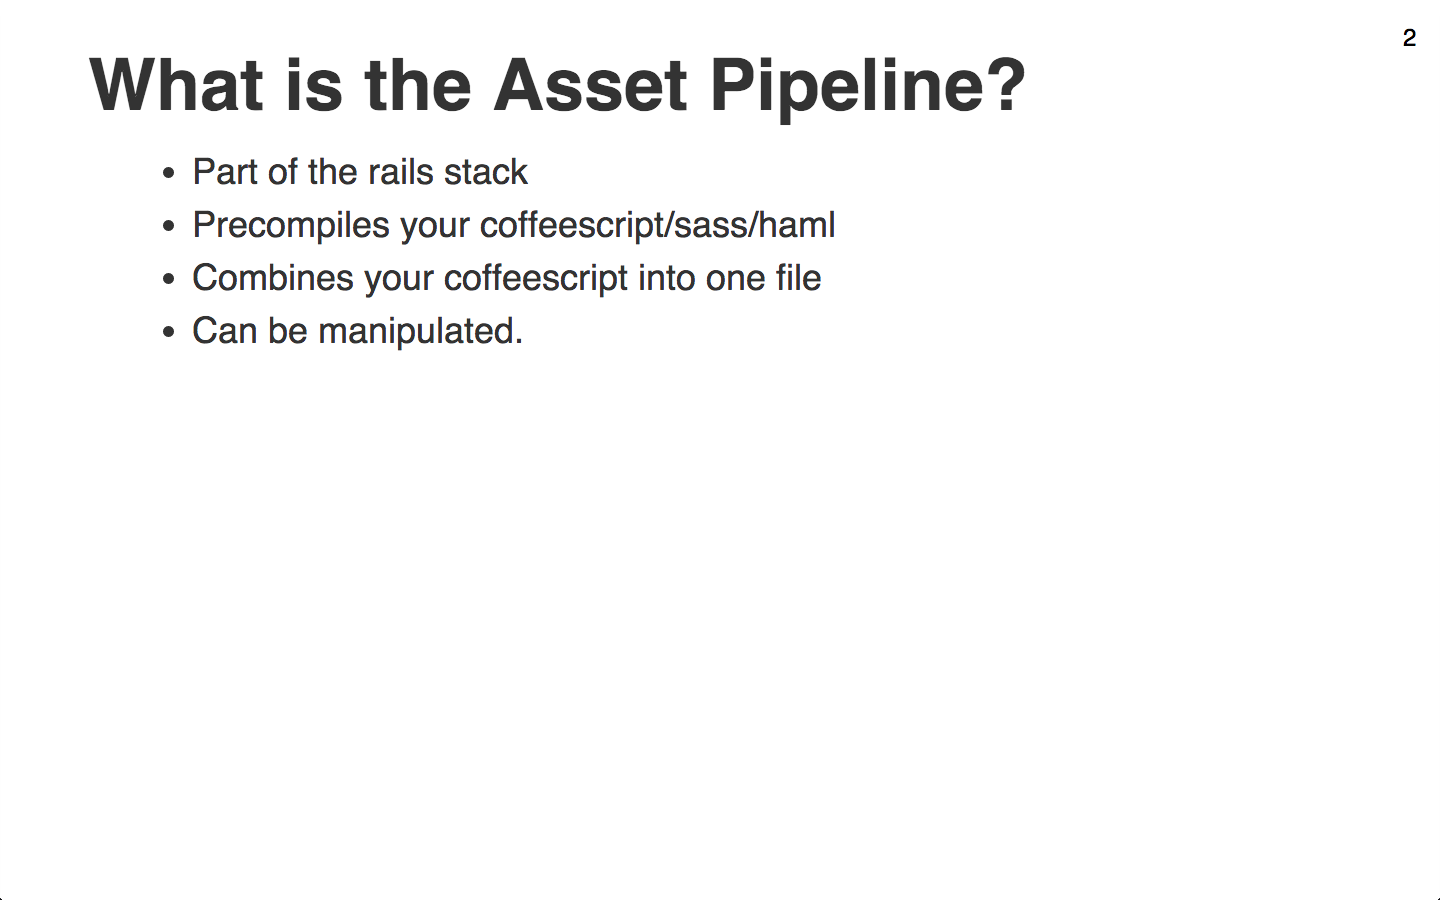 2
What is the Asset Pipeline?
• Part of the rails stack
• Precompiles your coffeescript/sass/haml
• Combines your coffeescript into one file
• Can be manipulated.